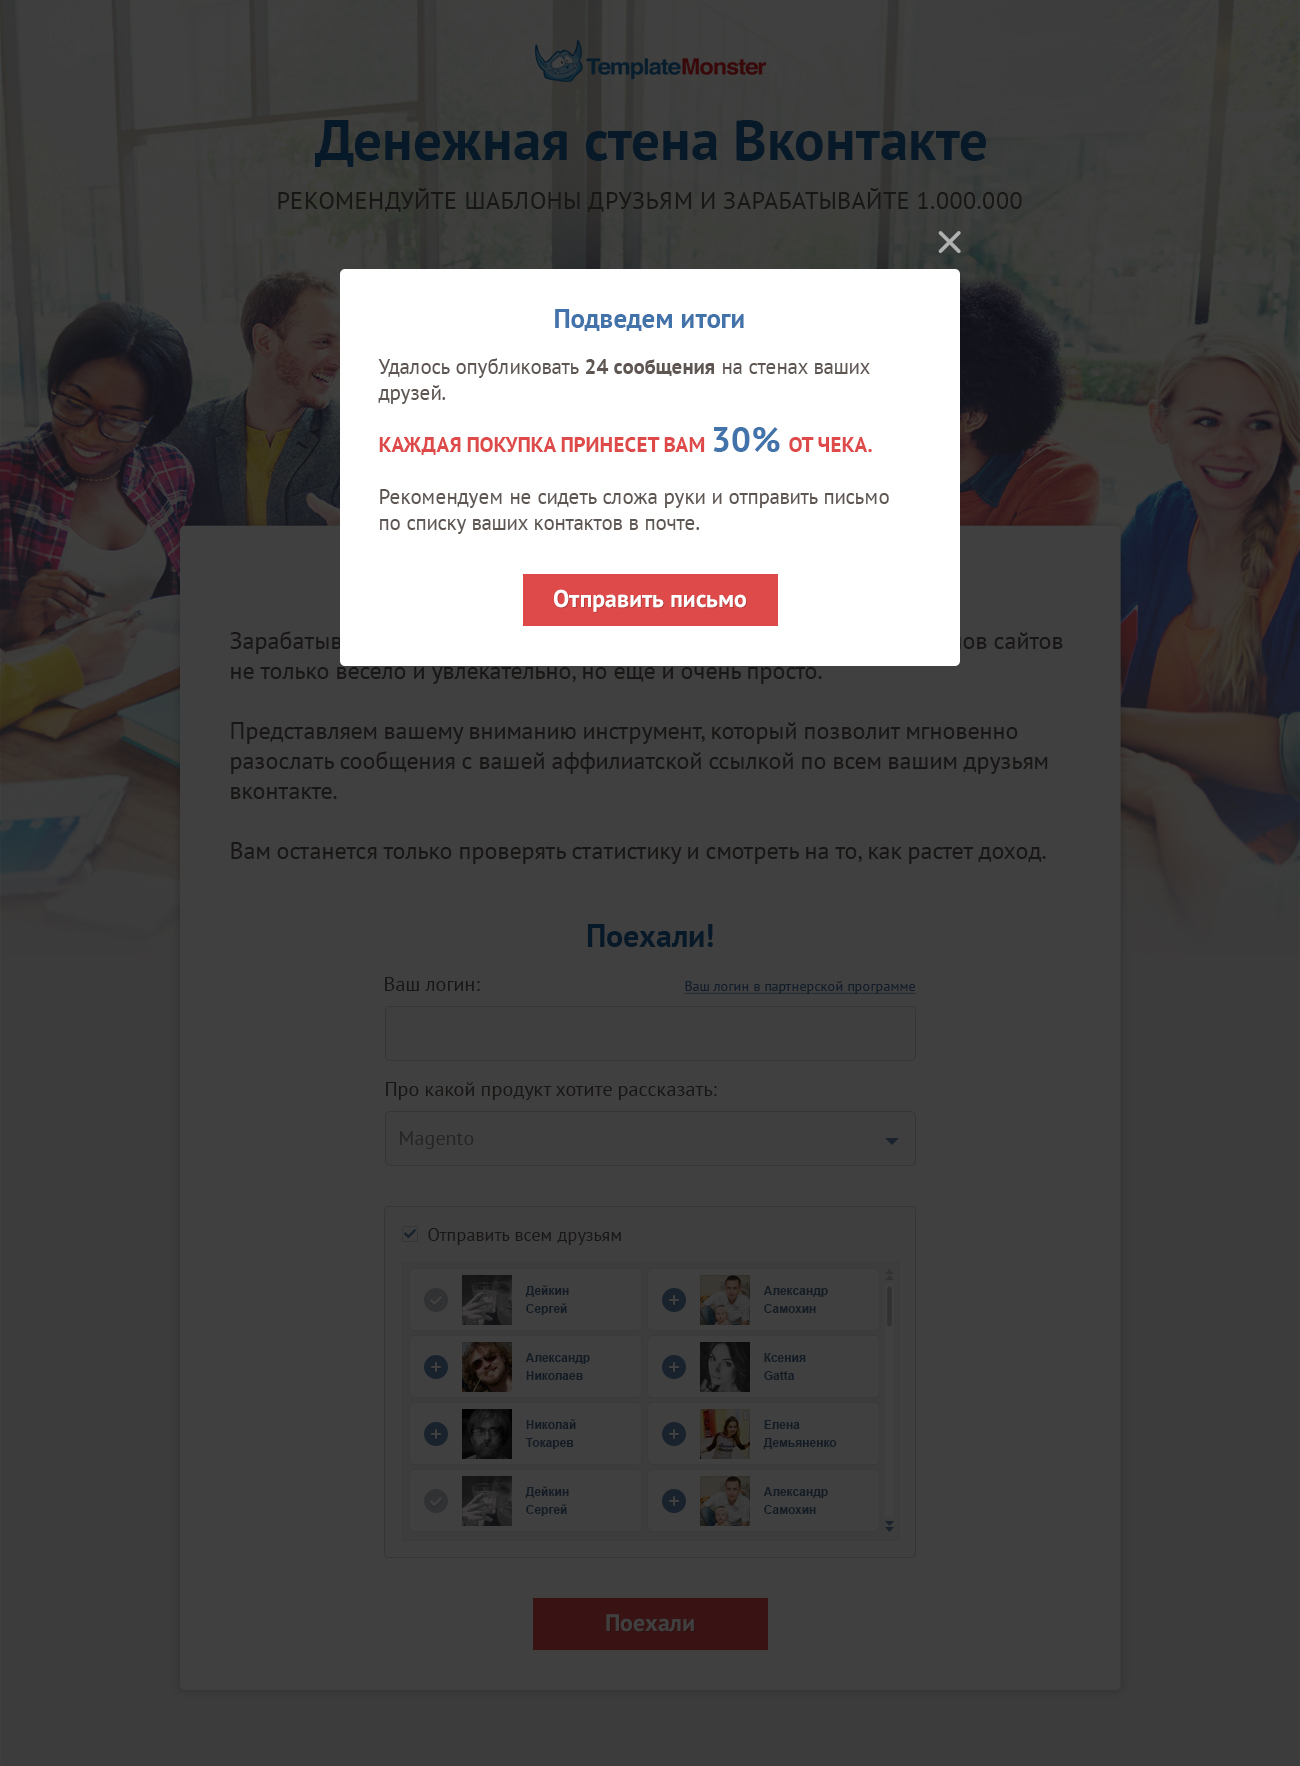 TemplateMonster
Денежная стена Вконтакте
РЕКОМЕНДУЙТЕ ШАБЛОНЫ ДРУЗЬЯМ И ЗАРАБАТЫВАЙТЕ 1.000.000
Подведем итоги
Удалось опубликовать 24 сообщения на стенах ваших
друзей.
КАЖДАЯ ПОКУПКА ПРИНЕСЕТ ВАМ 30% ОТ ЧЕКА.
Рекомендуем не сидеть сложа руки и отправить письмо
по списку ваших контактов в почте.
Отправить письмо
сайтов
не только весело и увлекательно, но еще и очень просто.
Представляем вашему вниманию инструмент, который позволит мгновенно
разослать сообщения с вашей аффилиатской ссылкой по всем вашим друзьям
вконтакте.
Вам останется только проверять статистику и смотреть на то, как растет доход.
Поехали!
Ваш логин:
Ваш логин в партнерской программе
Про какой продукт хотите рассказать:
Magento
Отправить всем друзьям
Дейкин
Сергей
Александр
Самохин
Александр
Николаев
Ксения
Gatta
Николай
Токарев
Елена
Демьяненко
Дейкин
Сергей
Александр
Самохин
Поехали